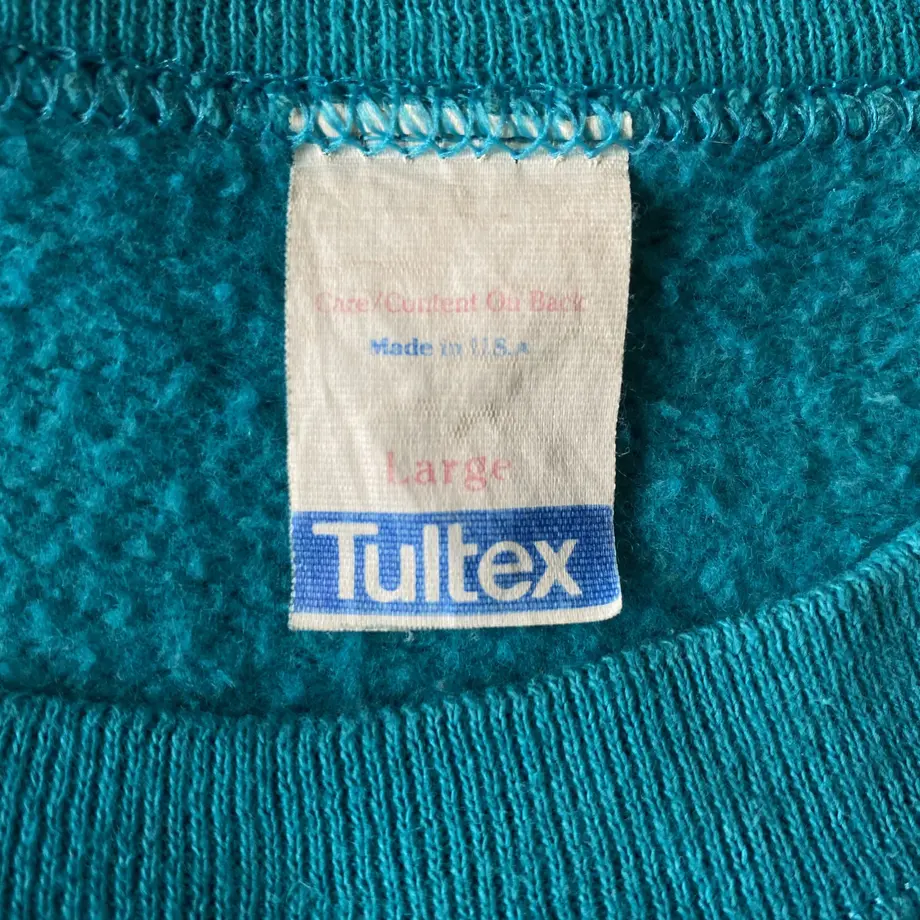 Care/Content On Back
Made in U.S.A
Large
Tultex